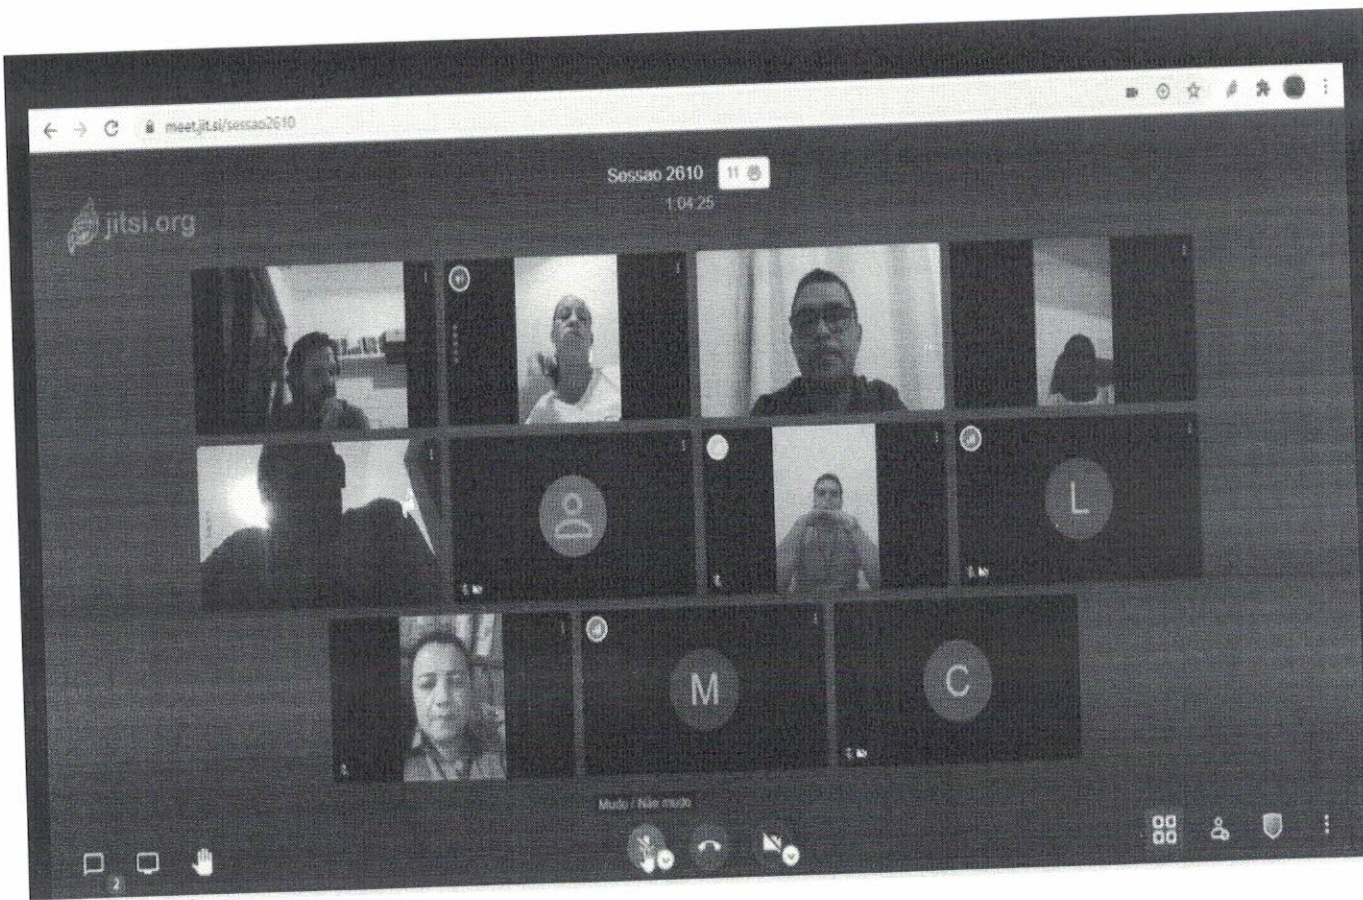 meet.jit.si/sessao2610
Sessao 2610 11
1:04:25
jitsi.org
L
M
C
Mudo / Não mudo
2